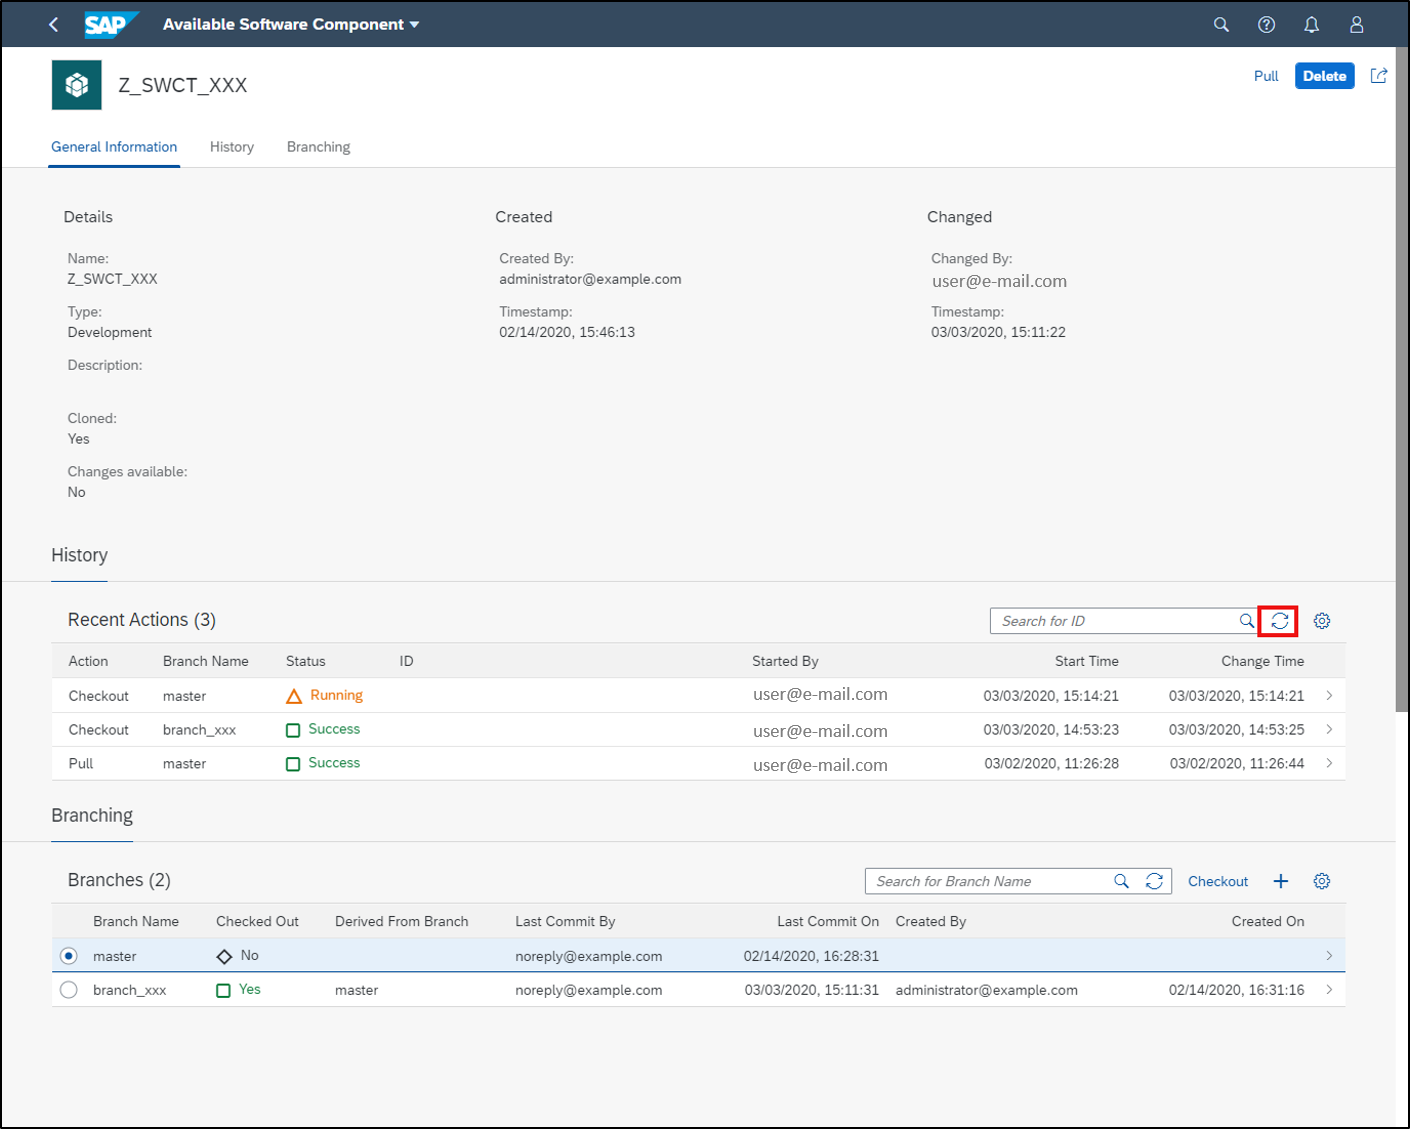 SAP Available Software Component
Z_SWCT_XXX
Pull Delete
General Information History Branching
Details Created Changed
Name: Created By: Changed By:
Z_SWCT_XXX administrator@example.com user@e-mail.com
Type: Timestamp: Timestamp:
Development 02/14/2020, 15:46:13 03/03/2020, 15:11:22
Description:
Cloned:
Yes
Changes available:
No
History
Recent Actions (3) Search for ID
Action Branch Name Status ID Started By Start Time Change Time
Checkout master Running user@e-mail.com 03/03/2020, 15:14:21 03/03/2020, 15:14:21
Checkout branch_xxx Success user@e-mail.com 03/03/2020, 14:53:23 03/03/2020, 14:53:25
Pull master Success user@e-mail.com 03/02/2020, 11:26:28 03/02/2020, 11:26:44
Branching
Branches (2) Search for Branch Name Checkout
Branch Name Checked Out Derived From Branch Last Commit By Last Commit On Created By Created On
master No noreply@example.com 02/14/2020, 16:28:31
branch_xxx Yes master noreply@example.com 03/03/2020, 15:11:31 administrator@example.com 02/14/2020, 16:31:16